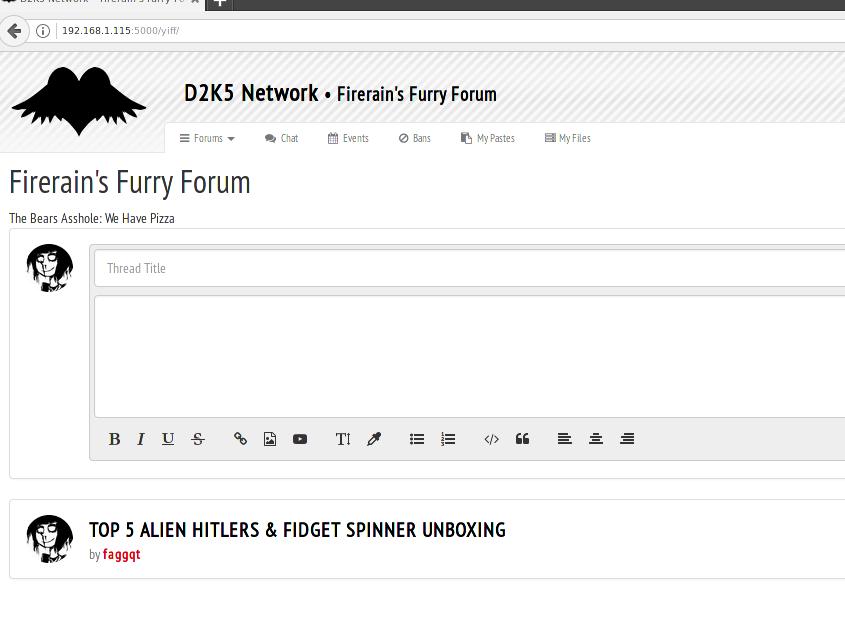 D2K5 Network - Firerain's Furry Fo
192.168.1.115:5000/yiff/
D2K5 Network • Firerain's Furry Forum
Forums Chat Events Bans My Pastes My Files
Firerain's Furry Forum
The Bears Asshole: We Have Pizza
Thread Title
B I U S T
TOP 5 ALIEN HITLERS & FIDGET SPINNER UNBOXING
by faggqt